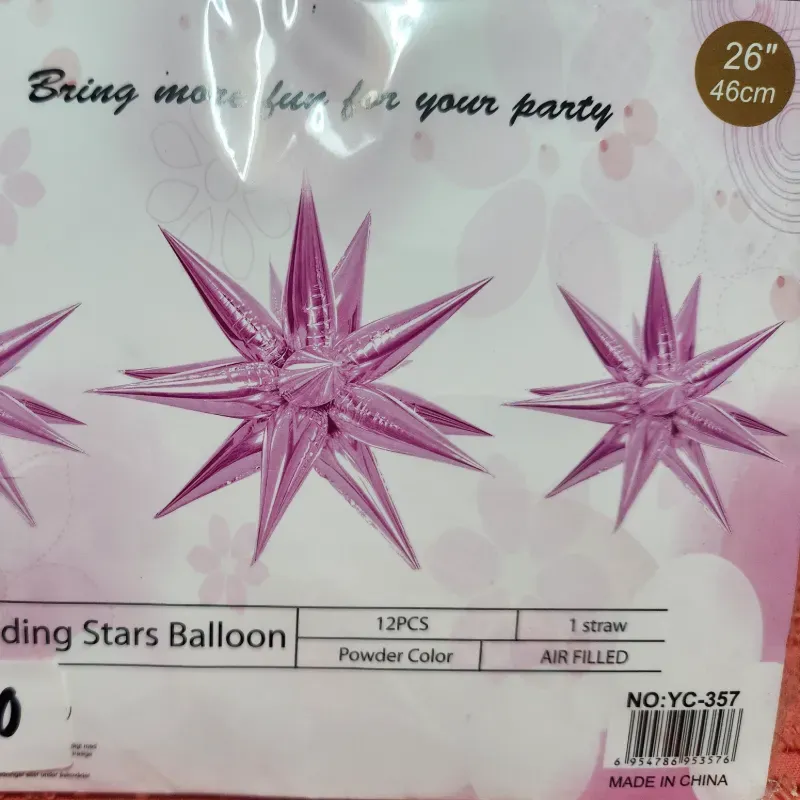 Bring more fun for your party
26"
46cm
ding Stars Balloon
12PCS
1 straw
Powder Color
AIR FILLED
0
NO:YC-357
6 954786 953576
MADE IN CHINA